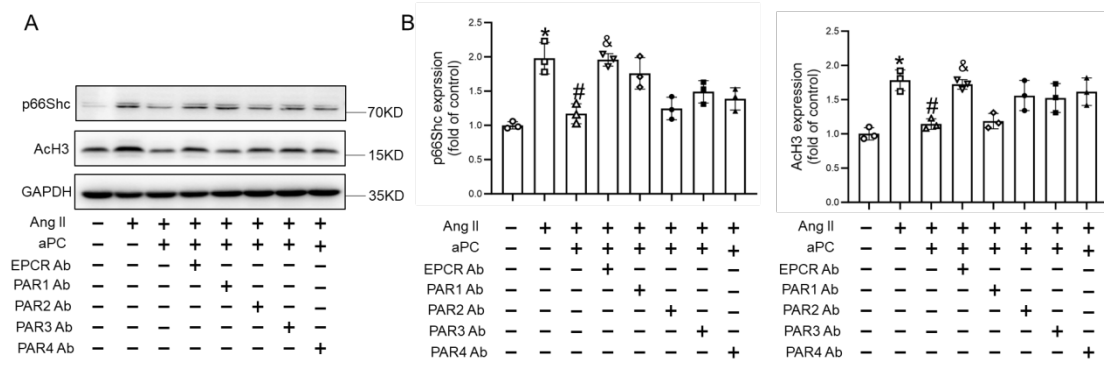 A
p66Shc
70KD
AcH3
15KD
GAPDH
35KD
Ang II − + + + + + + +
aPC − − + + + + + +
EPCR Ab − − − + − − − −
PAR1 Ab − − − − + − − −
PAR2 Ab − − − − − + − −
PAR3 Ab − − − − − − + −
PAR4 Ab − − − − − − − +
B
p66Shc exprssion
(fold of control)
2.5
2.0
1.5
1.0
0.5
0.0
* # &
Ang II − + + + + + + +
aPC − − + + + + + +
EPCR Ab − − − + − − − −
PAR1 Ab − − − − + − − −
PAR2 Ab − − − − − + − −
PAR3 Ab − − − − − − + −
PAR4 Ab − − − − − − − +
AcH3 expression
(fold of control)
2.5
2.0
1.5
1.0
0.5
0.0
* # &
Ang II − + + + + + + +
aPC − − + + + + + +
EPCR Ab − − − + − − − −
PAR1 Ab − − − − + − − −
PAR2 Ab − − − − − + − −
PAR3 Ab − − − − − − + −
PAR4 Ab − − − − − − − +